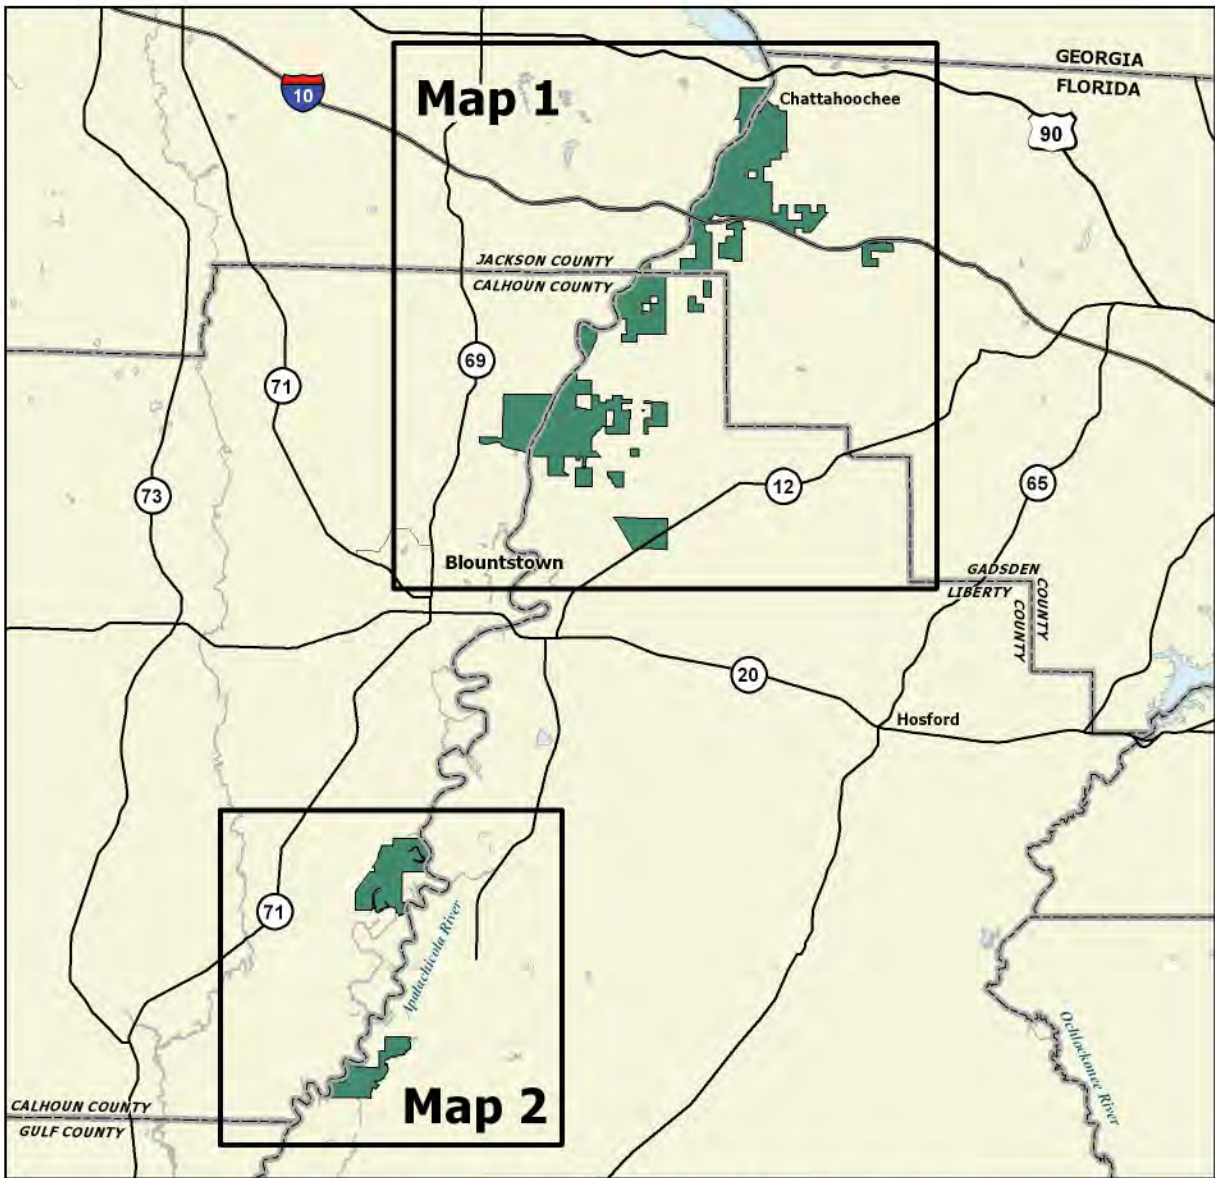 GEORGIA
FLORIDA
10
Map 1
Chattahoochee
90
JACKSON COUNTY
CALHOUN COUNTY
69
71
73
12
65
Blountstown
GADSDEN COUNTY
LIBERTY COUNTY
20
Hosford
71
Apalachicola River
Ochlockonee River
Map 2
CALHOUN COUNTY
GULF COUNTY